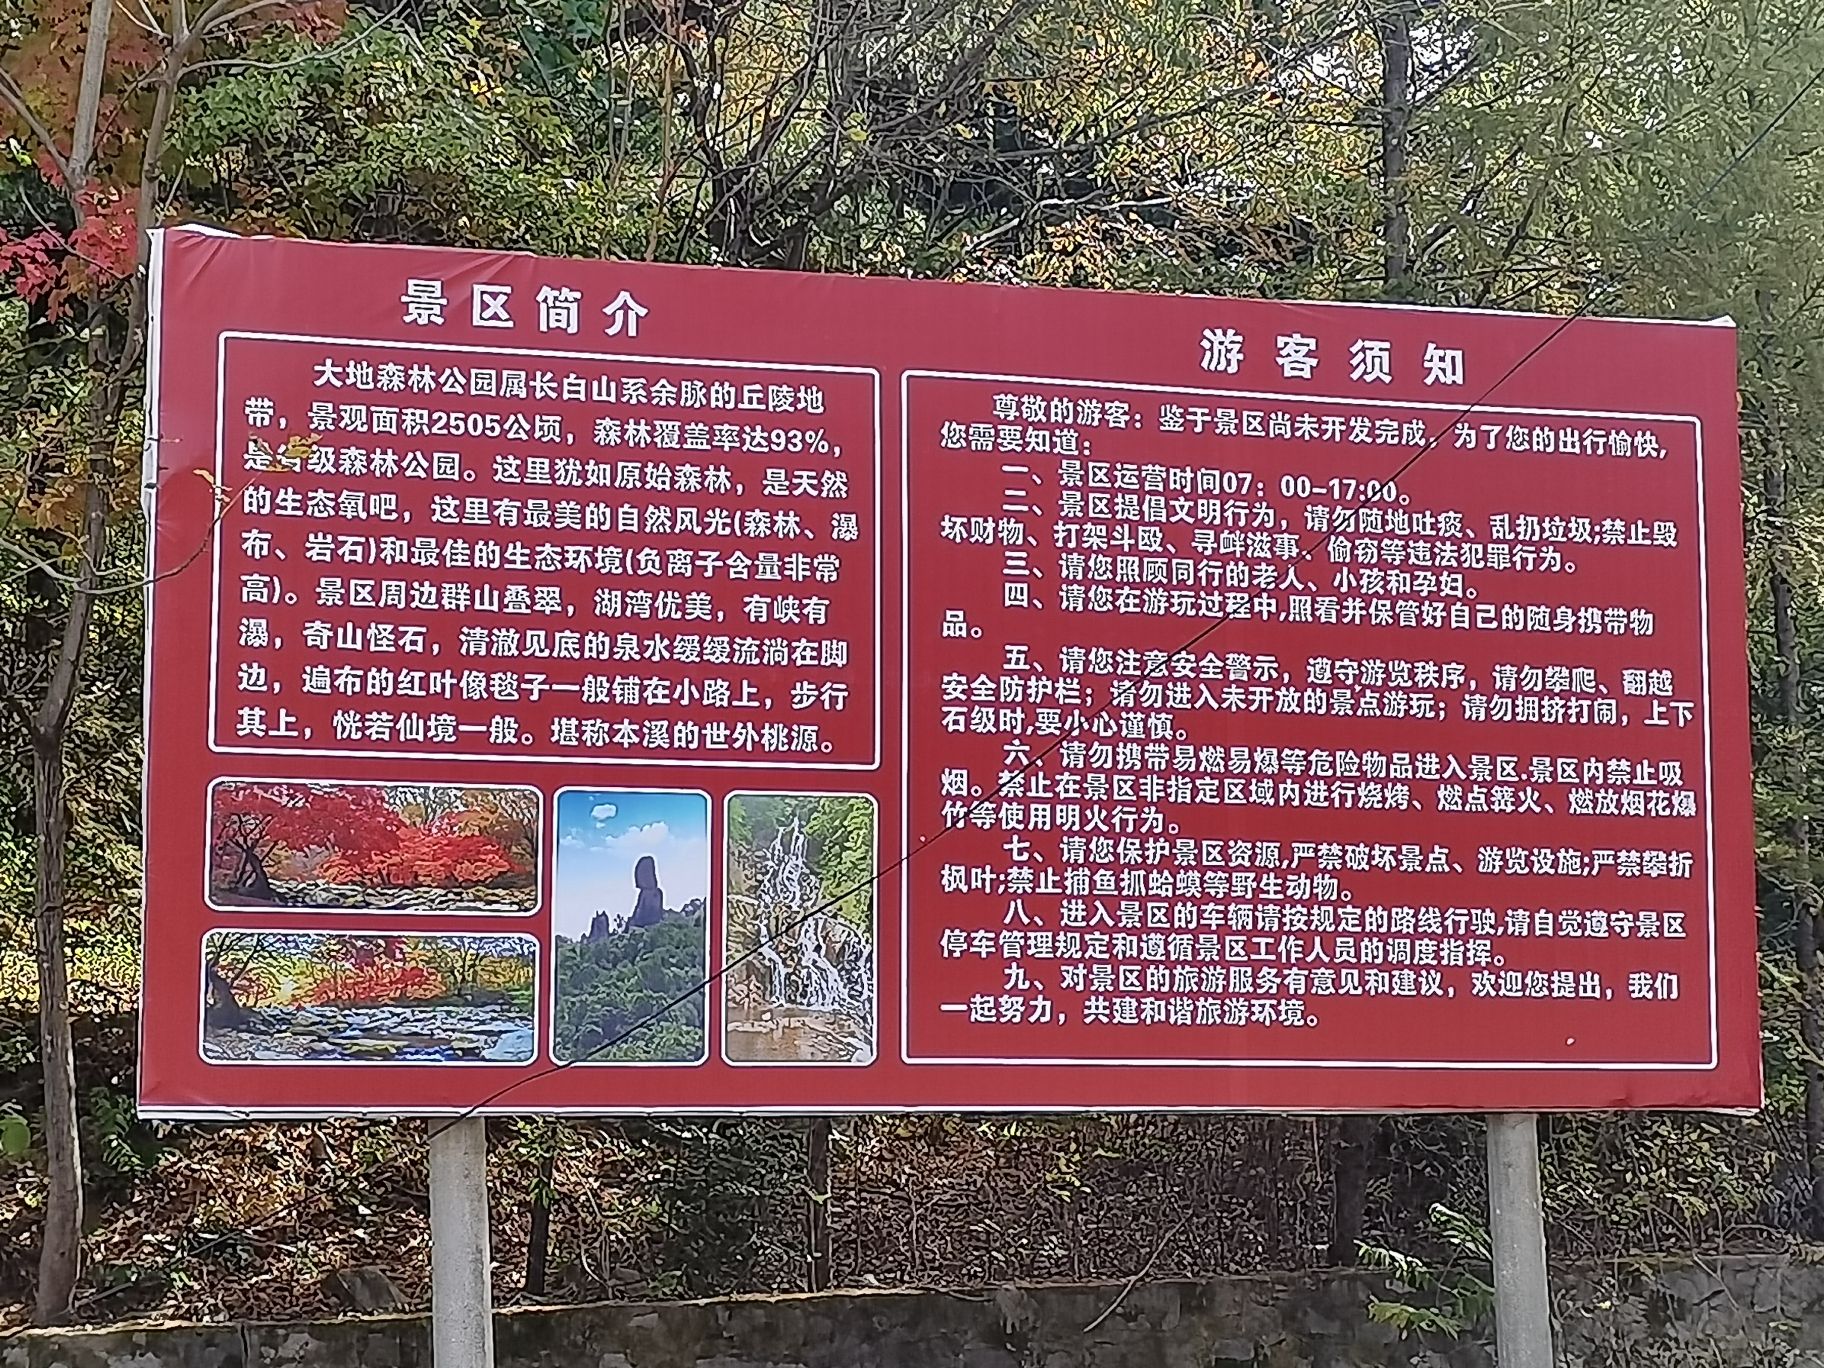 景区简介
大地森林公园属长白山系余脉的丘陵地
带，景观面积2505公顷，森林覆盖率达93%，
是省级森林公园。这里犹如原始森林，是天然
的生态氧吧，这里有最美的自然风光(森林、瀑
布、岩石)和最佳的生态环境(负离子含量非常
高)。景区周边群山叠翠，湖湾优美，有峡有
瀑，奇山怪石，清澈见底的泉水缓缓流淌在脚
边，遍布的红叶像毯子一般铺在小路上，步行
其上，恍若仙境一般。堪称本溪的世外桃源。
游客须知
尊敬的游客：鉴于景区尚未开发完成。为了您的出行愉快,
您需要知道：
一、景区运营时间07：00-17:00。
二、景区提倡文明行为，请勿随地吐痰、乱扔垃圾;禁止毁
坏财物、打架斗殴、寻衅滋事、偷窃等违法犯罪行为。
三、请您照顾同行的老人、小孩和孕妇。
四、请您在游玩过程中,照看并保管好自己的随身携带物
品。
五、请您注意安全警示，遵守游览秩序，请勿攀爬、翻越
安全防护栏；请勿进入未开放的景点游玩；请勿拥挤打闹，上下
石级时,要小心谨慎。
六、请勿携带易燃易爆等危险物品进入景区.景区内禁止吸
烟。禁止在景区非指定区域内进行烧烤、燃点篝火、燃放烟花爆
竹等使用明火行为。
七、请您保护景区资源,严禁破坏景点、游览设施;严禁攀折
枫叶;禁止捕鱼抓蛤蟆等野生动物。
八、进入景区的车辆请按规定的路线行驶,请自觉遵守景区
停车管理规定和遵循景区工作人员的调度指挥。
九、对景区的旅游服务有意见和建议，欢迎您提出，我们
一起努力，共建和谐旅游环境。